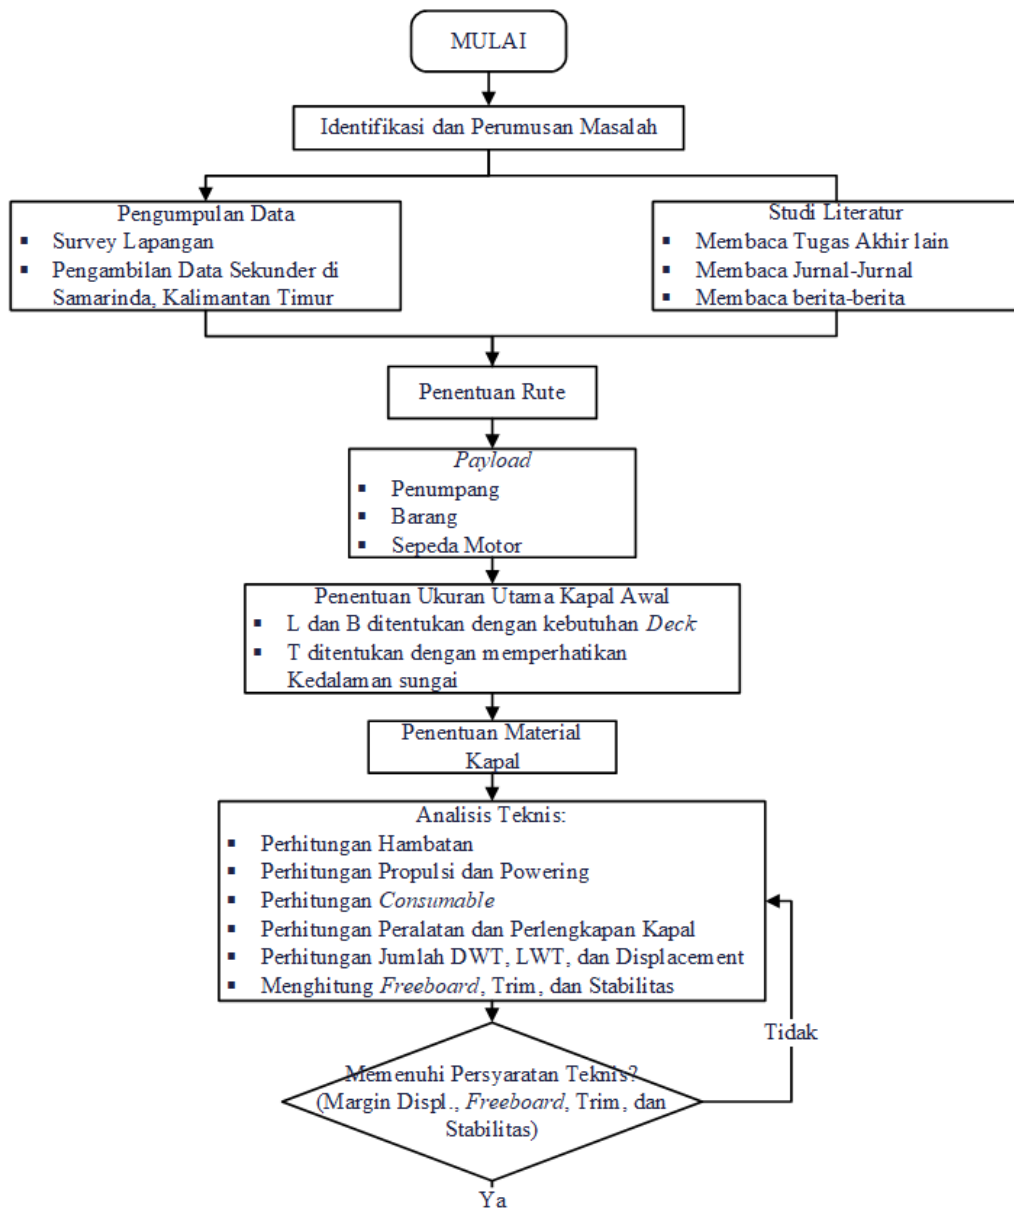 MULAI
Identifikasi dan Perumusan Masalah
Pengumpulan Data
▪ Survey Lapangan
▪ Pengambilan Data Sekunder di
Samarinda, Kalimantan Timur
Studi Literatur
▪ Membaca Tugas Akhir lain
▪ Membaca Jurnal-Jurnal
▪ Membaca berita-berita
Penentuan Rute
Payload
▪ Penumpang
▪ Barang
▪ Sepeda Motor
Penentuan Ukuran Utama Kapal Awal
▪ L dan B ditentukan dengan kebutuhan Deck
▪ T ditentukan dengan memperhatikan
Kedalaman sungai
Penentuan Material
Kapal
Analisis Teknis:
▪ Perhitungan Hambatan
▪ Perhitungan Propulsi dan Powering
▪ Perhitungan Consumable
▪ Perhitungan Peralatan dan Perlengkapan Kapal
▪ Perhitungan Jumlah DWT, LWT, dan Displacement
▪ Menghitung Freeboard, Trim, dan Stabilitas
Tidak
Memenuhi Persyaratan Teknis?
(Margin Displ., Freeboard, Trim, dan
Stabilitas)
Ya